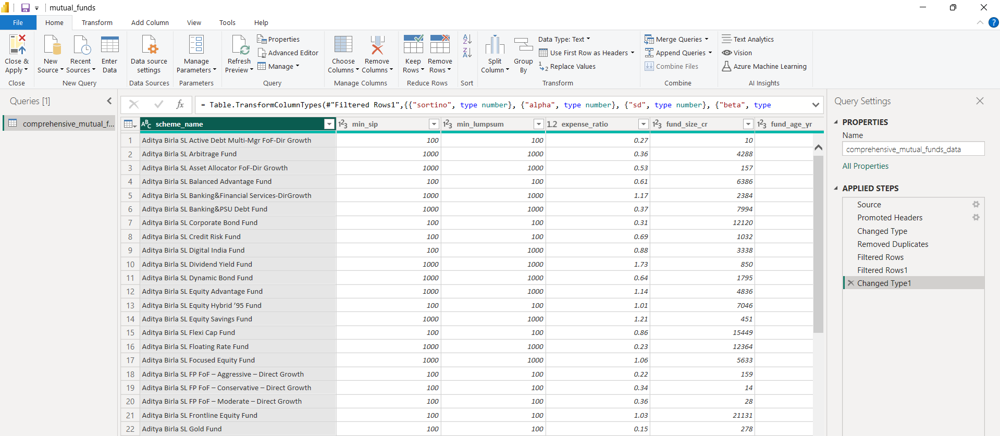 mutual_funds
File Home Transform Add Column View Tools Help
Close & Apply
Close
New Source
Recent Sources
Enter Data
New Query
Data source settings
Data Sources
Manage Parameters
Parameters
Refresh Preview
Properties
Advanced Editor
Manage
Query
Choose Columns
Remove Columns
Manage Columns
Keep Rows
Remove Rows
Reduce Rows
A Z
Z A
Sort
Split Column
Group By
Data Type: Text
Use First Row as Headers
1 2 Replace Values
Transform
Merge Queries
Append Queries
Combine Files
Combine
Text Analytics
Vision
Azure Machine Learning
AI Insights
?
Queries [1]
comprehensive_mutual_f...
fx = Table.TransformColumnTypes(#"Filtered Rows1",{{"sortino", type number}, {"alpha", type number}, {"sd", type number}, {"beta", type
ABC scheme_name 123 min_sip 123 min_lumpsum 1.2 expense_ratio 123 fund_size_cr 123 fund_age_yr
1 Aditya Birla SL Active Debt Multi-Mgr FoF-Dir Growth 100 100 0.27 10
2 Aditya Birla SL Arbitrage Fund 1000 1000 0.36 4288
3 Aditya Birla SL Asset Allocator FoF-Dir Growth 1000 1000 0.53 157
4 Aditya Birla SL Balanced Advantage Fund 100 100 0.61 6386
5 Aditya Birla SL Banking&Financial Services-DirGrowth 1000 1000 1.17 2384
6 Aditya Birla SL Banking&PSU Debt Fund 1000 1000 0.37 7994
7 Aditya Birla SL Corporate Bond Fund 100 100 0.31 12120
8 Aditya Birla SL Credit Risk Fund 100 100 0.69 1032
9 Aditya Birla SL Digital India Fund 100 1000 0.88 3338
10 Aditya Birla SL Dividend Yield Fund 1000 1000 1.73 850
11 Aditya Birla SL Dynamic Bond Fund 1000 1000 0.64 1795
12 Aditya Birla SL Equity Advantage Fund 1000 1000 1.14 4836
13 Aditya Birla SL Equity Hybrid ’95 Fund 100 100 1.01 7046
14 Aditya Birla SL Equity Savings Fund 1000 1000 1.21 451
15 Aditya Birla SL Flexi Cap Fund 100 100 0.86 15449
16 Aditya Birla SL Floating Rate Fund 1000 1000 0.23 12364
17 Aditya Birla SL Focused Equity Fund 1000 1000 1.06 5633
18 Aditya Birla SL FP FoF – Aggressive – Direct Growth 100 100 0.22 159
19 Aditya Birla SL FP FoF – Conservative – Direct Growth 100 100 0.34 14
20 Aditya Birla SL FP FoF – Moderate – Direct Growth 100 100 0.36 28
21 Aditya Birla SL Frontline Equity Fund 100 100 1.03 21131
22 Aditya Birla SL Gold Fund 100 100 0.15 278
Query Settings
PROPERTIES
Name
comprehensive_mutual_funds_data
All Properties
APPLIED STEPS
Source
Promoted Headers
Changed Type
Removed Duplicates
Filtered Rows
Filtered Rows1
Changed Type1